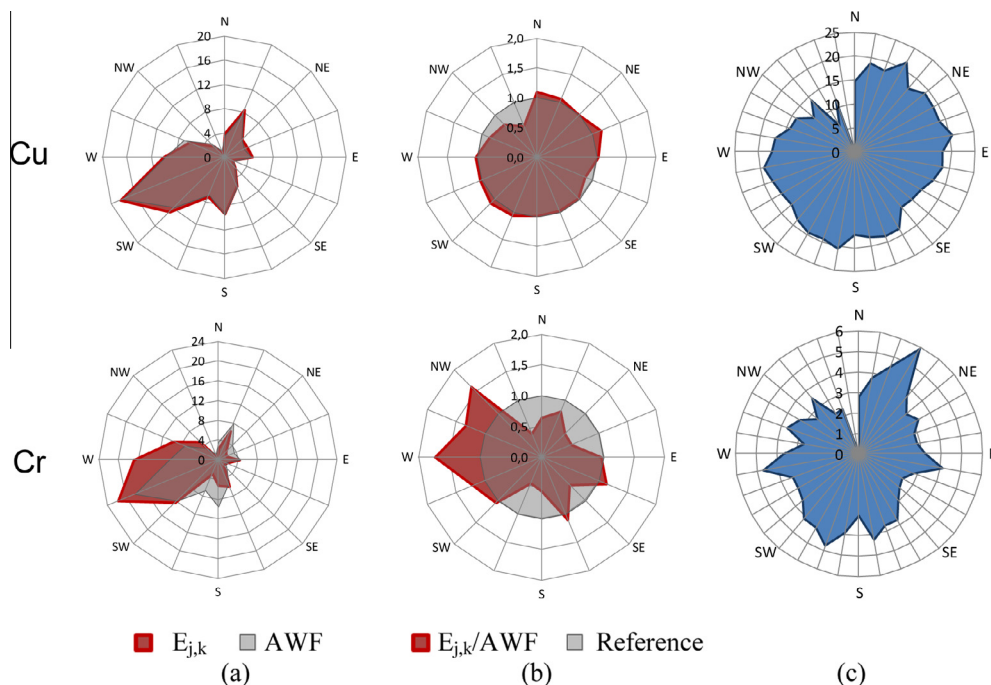 Cu
N
NE
E
SE
S
SW
W
NW
20
16
12
8
4
0
N
NE
E
SE
S
SW
W
NW
2,0
1,5
1,0
0,5
0,0
N
NE
E
SE
S
SW
W
NW
25
20
15
10
5
0
Cr
N
NE
E
SE
S
SW
W
NW
24
20
16
12
8
4
0
N
NE
E
SE
S
SW
W
NW
2,0
1,5
1,0
0,5
0,0
N
NE
SE
S
SW
W
NW
6
5
4
3
2
1
0
E_{j,k} AWF E_{j,k}/AWF Reference
(a) (b) (c)